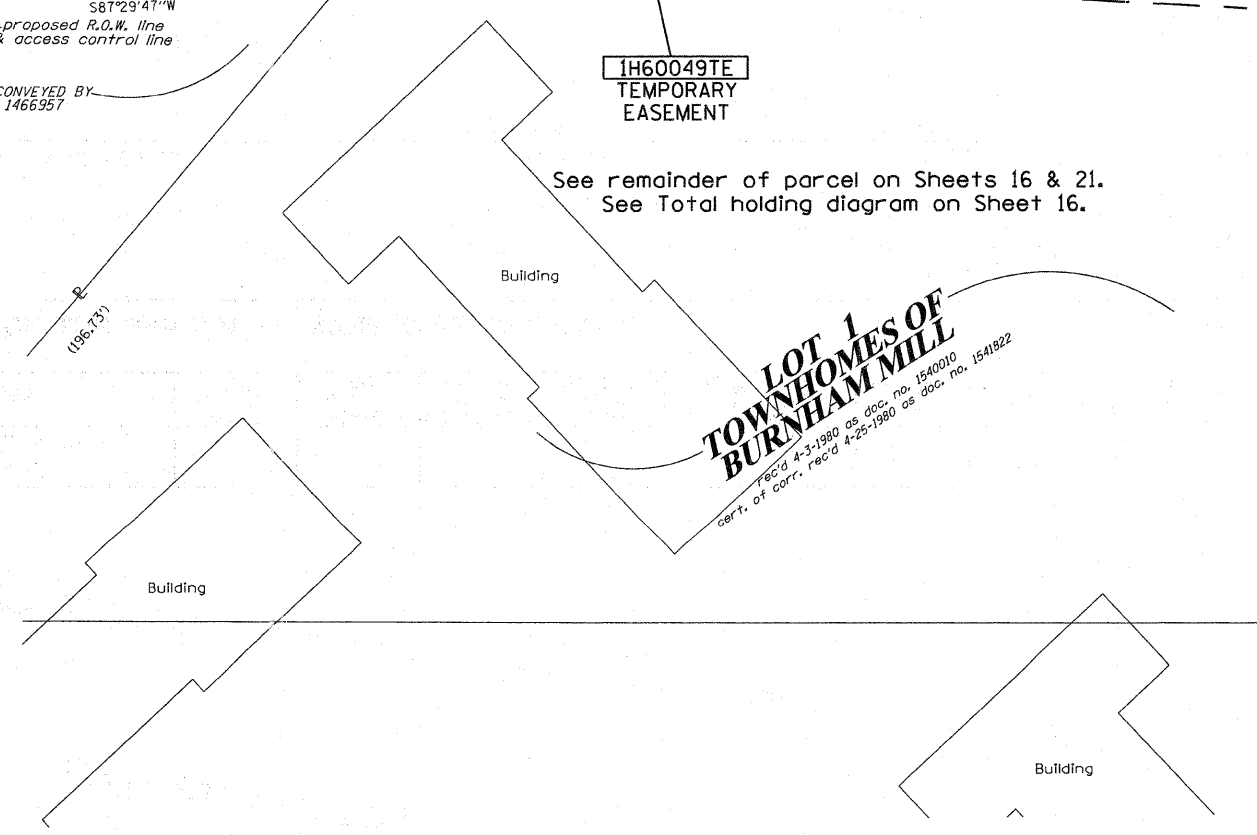 S87°29'47"W
proposed R.O.W. line
& access control line
CONVEYED BY
1466957
1H60049TE
TEMPORARY
EASEMENT
See remainder of parcel on Sheets 16 & 21.
See Total holding diagram on Sheet 16.
Building
(196.73')
LOT 1
TOWNHOMES OF
BURNHAM MILL
rec'd 4-3-1980 as doc. no. 1540010
cert. of corr. rec'd 4-25-1980 as doc. no. 1541822
Building
Building